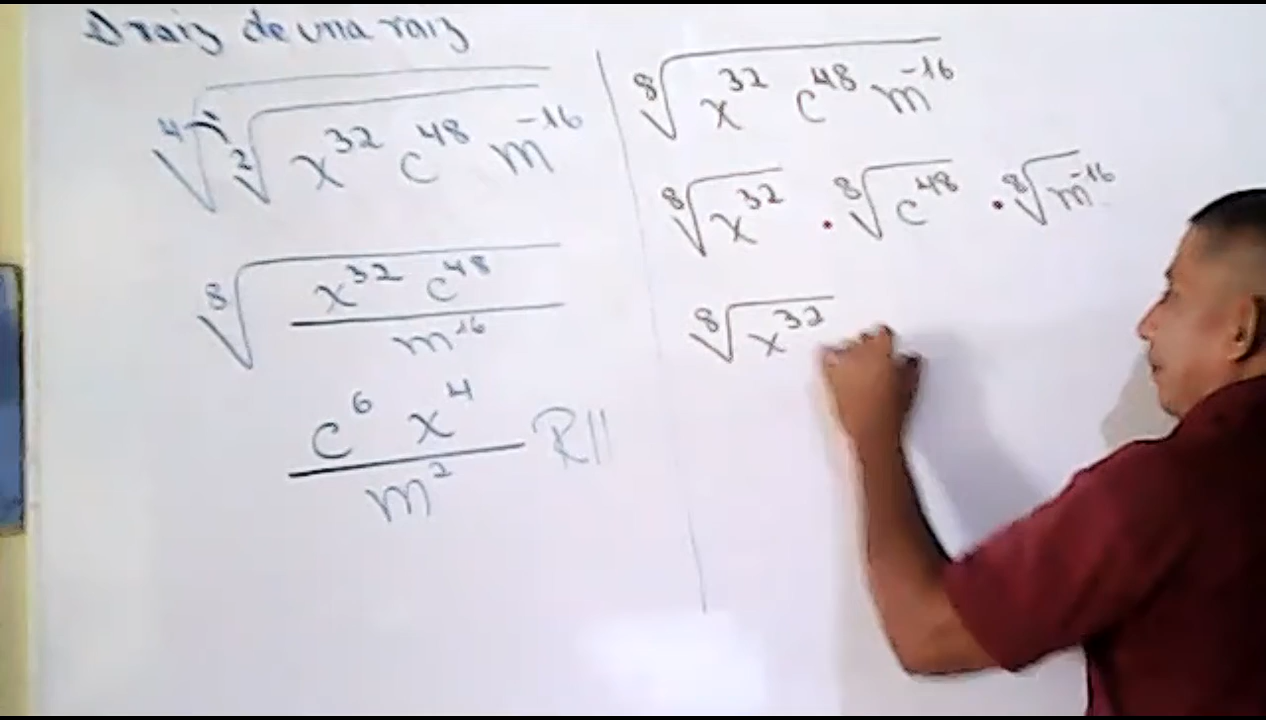 raiz de una raiz
⁴√²√x³² c⁴⁸ m⁻¹⁶
⁸√x³² c⁴⁸ / m¹⁶
c⁶ x⁴ / m² R//
⁸√x³² c⁴⁸ m⁻¹⁶
⁸√x³² · ⁸√c⁴⁸ · ⁸√m⁻¹⁶
⁸√x³²